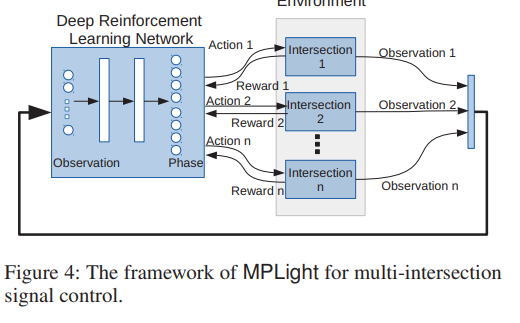 Environment
Deep Reinforcement
Learning Network
Action 1
Intersection
1
Observation 1
Reward 1
Action 2
Intersection
2
Observation 2
Reward 2
Action n
Intersection
n
Observation n
Reward n
Observation
Phase
Figure 4: The framework of MPLight for multi-intersection
signal control.